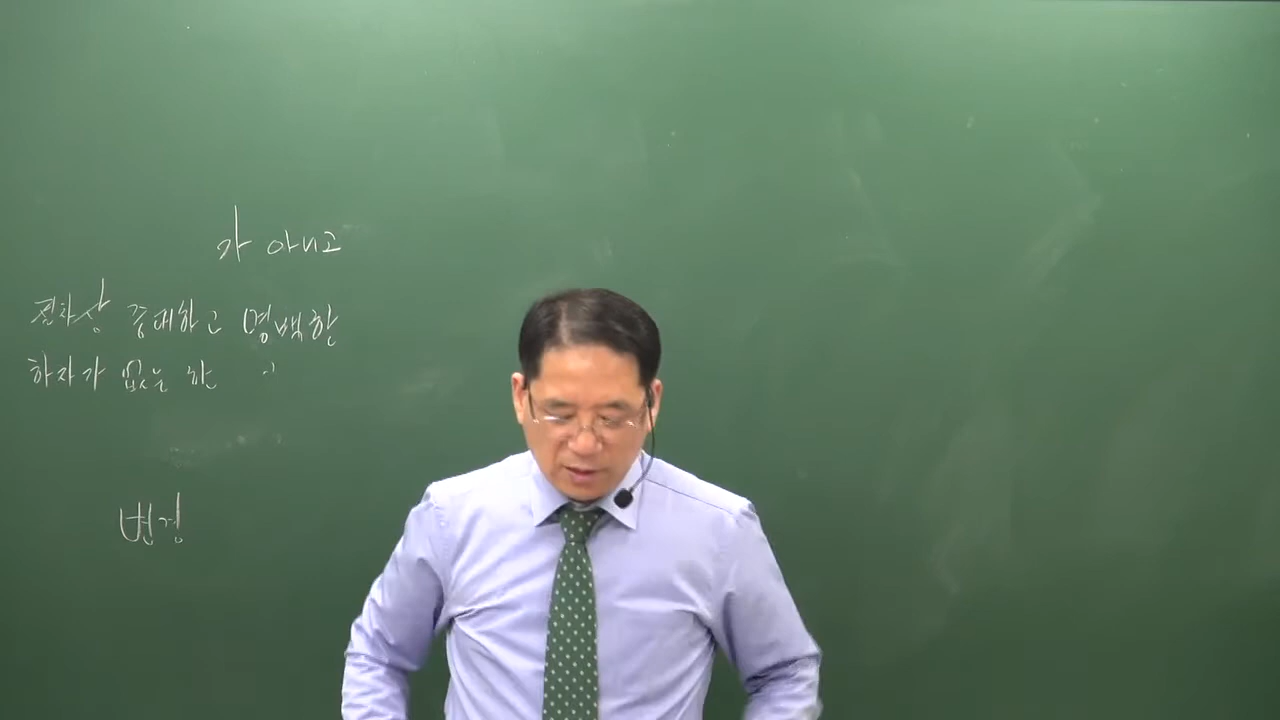 가 아니고
절차상 중대하고 명백한
하자가 없는 한
변경